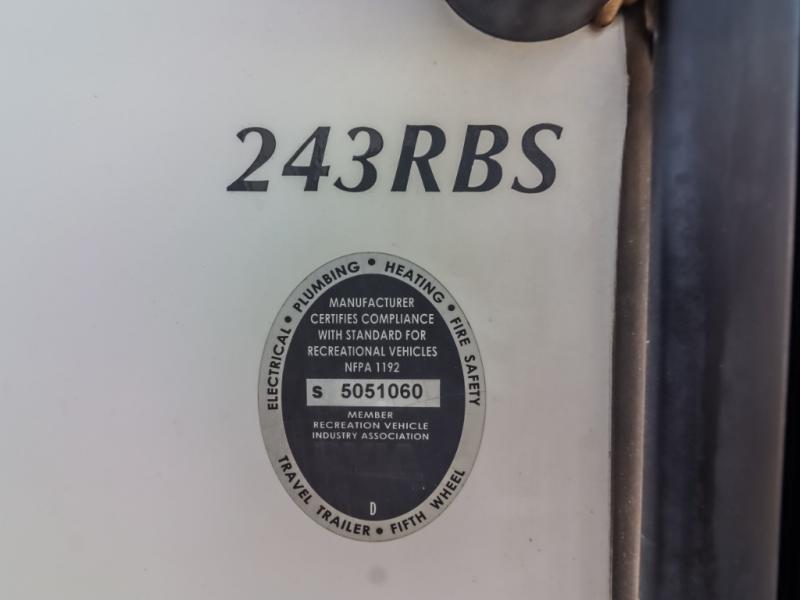 243RBS
ELECTRICAL • PLUMBING • HEATING • FIRE SAFETY
MANUFACTURER
CERTIFIES COMPLIANCE
WITH STANDARD FOR
RECREATIONAL VEHICLES
NFPA 1192
S 5051060
MEMBER
RECREATION VEHICLE
INDUSTRY ASSOCIATION
D
TRAVEL TRAILER • FIFTH WHEEL